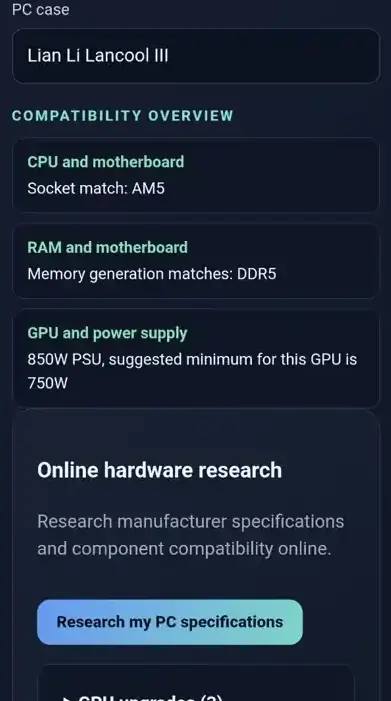 PC case
Lian Li Lancool III
COMPATIBILITY OVERVIEW
CPU and motherboard
Socket match: AM5
RAM and motherboard
Memory generation matches: DDR5
GPU and power supply
850W PSU, suggested minimum for this GPU is
750W
Online hardware research
Research manufacturer specifications
and component compatibility online.
Research my PC specifications
upgrades